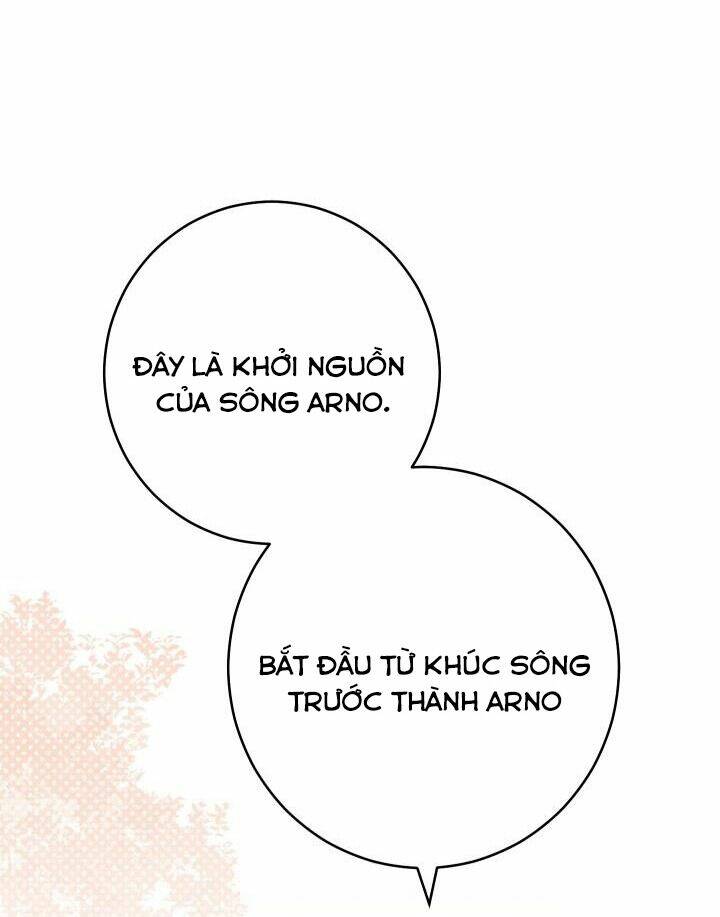 ĐÂY LÀ KHỞI NGUỒN
CỦA SÔNG ARNO.
BẮT ĐẦU TỪ KHÚC SÔNG
TRƯỚC THÀNH ARNO